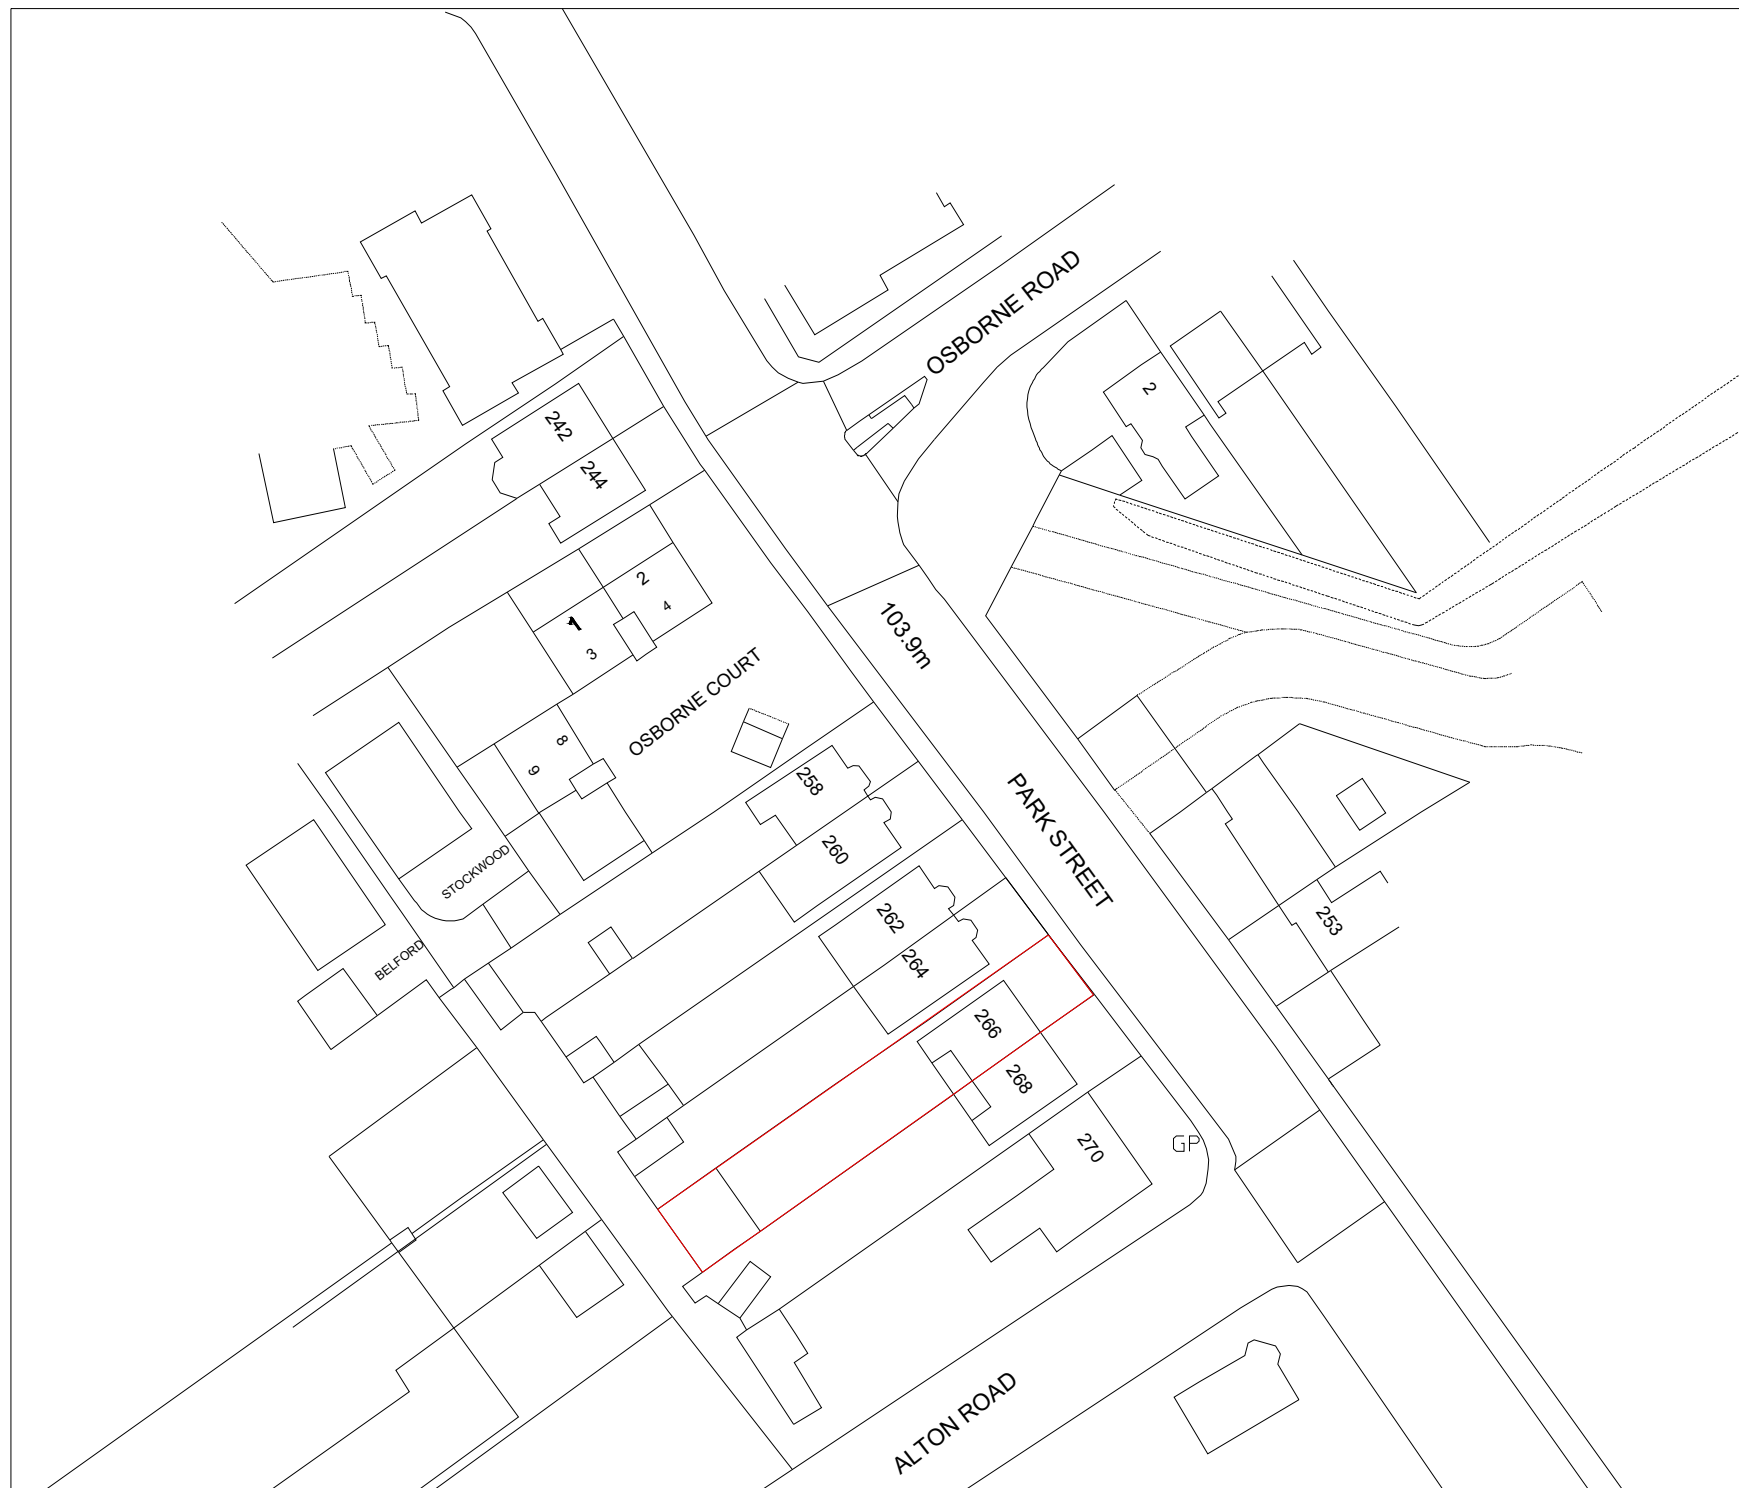 OSBORNE ROAD
2
242
244
2
4
1
3
103.9m
OSBORNE COURT
8
9
258
PARK STREET
260
STOCKWOOD
262
253
BELFORD
264
266
268
270
GP
ALTON ROAD